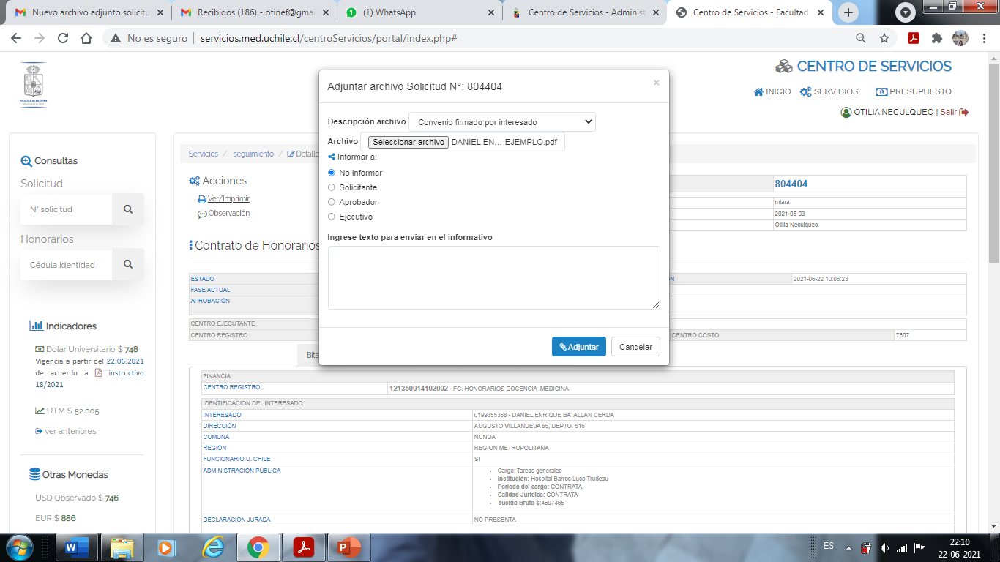 Nuevo archivo adjunto solicitu
Recibidos (186) - otinef@gmai
(1) WhatsApp
Centro de Servicios - Administ
Centro de Servicios - Facultad
No es seguro | servicios.med.uchile.cl/centroServicios/portal/index.php#
CENTRO DE SERVICIOS
INICIO SERVICIOS PRESUPUESTO
OTILIA NECULQUEO | Salir
Consultas
Solicitud
N° solicitud
Honorarios
Cédula Identidad
Indicadores
Dolar Universitario $ 748
Vigencia a partir del 22.06.2021
de acuerdo a instructivo
18/2021
UTM $ 52.005
ver anteriores
Otras Monedas
USD Observado $ 746
EUR $ 886
Servicios / seguimiento / Detalle
Acciones
Ver/Imprimir
Observación
804404
mlara
2021-05-03
Otilia Neculqueo
Contrato de Honorarios
Adjuntar archivo Solicitud N°: 804404
×
Descripción archivo Convenio firmado por interesado
Archivo Seleccionar archivo DANIEL EN... EJEMPLO.pdf
Informar a:
No informar
Solicitante
Aprobador
Ejecutivo
Ingrese texto para enviar en el informativo
Adjuntar Cancelar
ESTADO
2021-06-22 10:06:23
FASE ACTUAL
APROBACIÓN
CENTRO EJECUTANTE
CENTRO REGISTRO
CENTRO COSTO 7607
Bita
FINANCIA
CENTRO REGISTRO 121350014102002 - FG. HONORARIOS DOCENCIA MEDICINA
IDENTIFICACION DEL INTERESADO
INTERESADO 0199355368 - DANIEL ENRIQUE BATALLAN CERDA
DIRECCIÓN AUGUSTO VILLANUEVA 65, DEPTO. 516
COMUNA NUNOA
REGIÓN REGION METROPOLITANA
FUNCIONARIO U. CHILE SI
ADMINISTRACIÓN PÚBLICA
Cargo: Tareas generales
Institución: Hospital Barros Luco Trudeau
Periodo del cargo: CONTRATA
Calidad Jurídica: CONTRATA
Sueldo Bruto $:4607465
DECLARACION JURADA NO PRESENTA
ES
22:10
22-06-2021